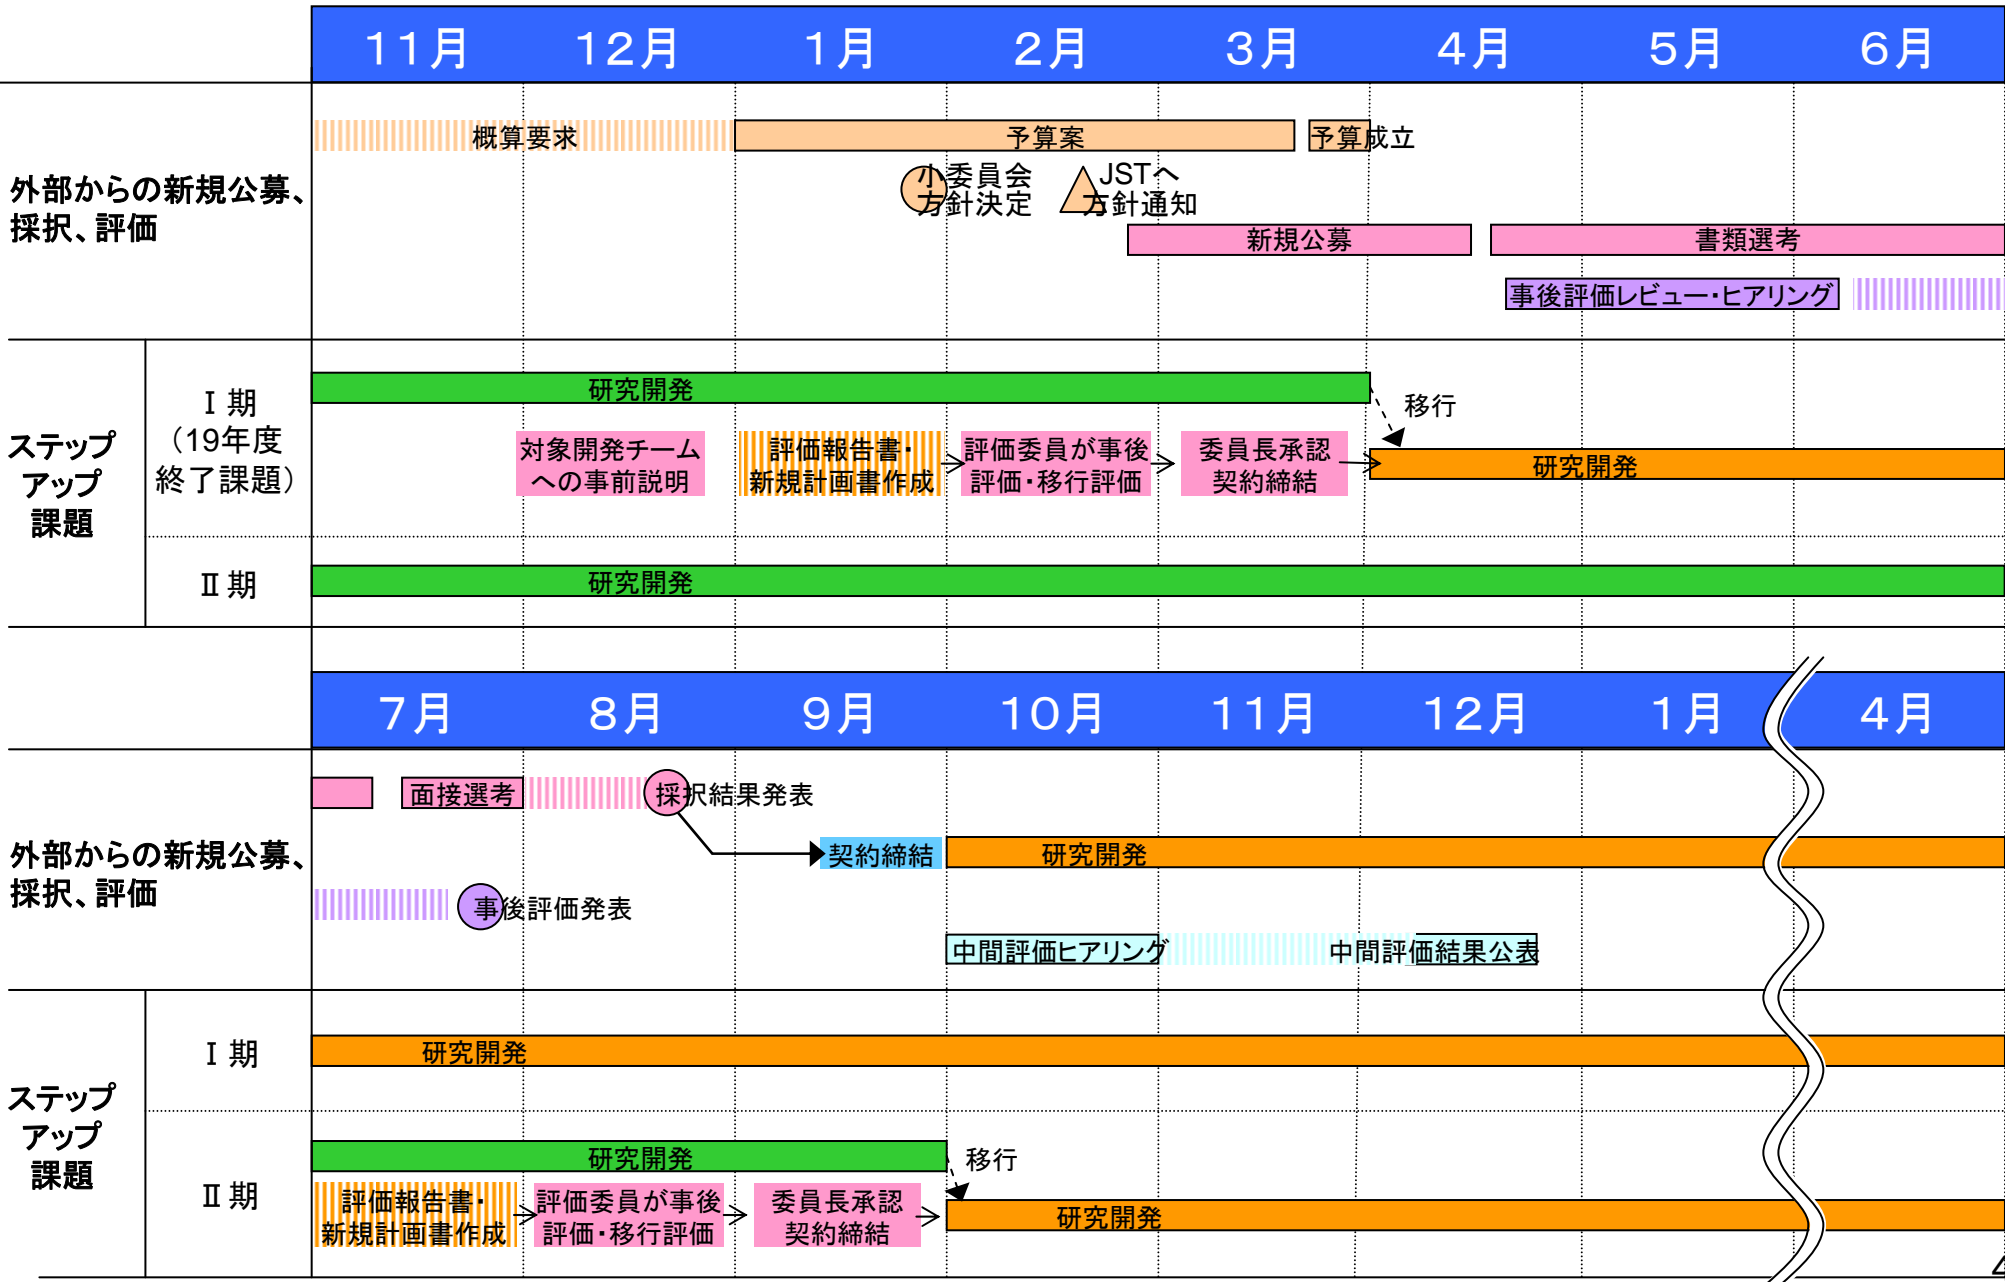 11月 12月 1月 2月 3月 4月 5月 6月
外部からの新規公募、
採択、評価
概算要求
予算案
予算成立
小委員会
方針決定
JSTへ
方針通知
新規公募
書類選考
事後評価レビュー・ヒアリング
ステップ
アップ
課題
Ⅰ期
（19年度
終了課題）
研究開発
移行
対象開発チーム
への事前説明
評価報告書・
新規計画書作成
評価委員が事後
評価・移行評価
委員長承認
契約締結
研究開発
Ⅱ期
研究開発
7月 8月 9月 10月 11月 12月 1月 4月
外部からの新規公募、
採択、評価
面接選考
採択結果発表
契約締結
研究開発
事後評価発表
中間評価ヒアリング
中間評価結果公表
ステップ
アップ
課題
Ⅰ期
研究開発
Ⅱ期
研究開発
移行
評価報告書・
新規計画書作成
評価委員が事後
評価・移行評価
委員長承認
契約締結
研究開発